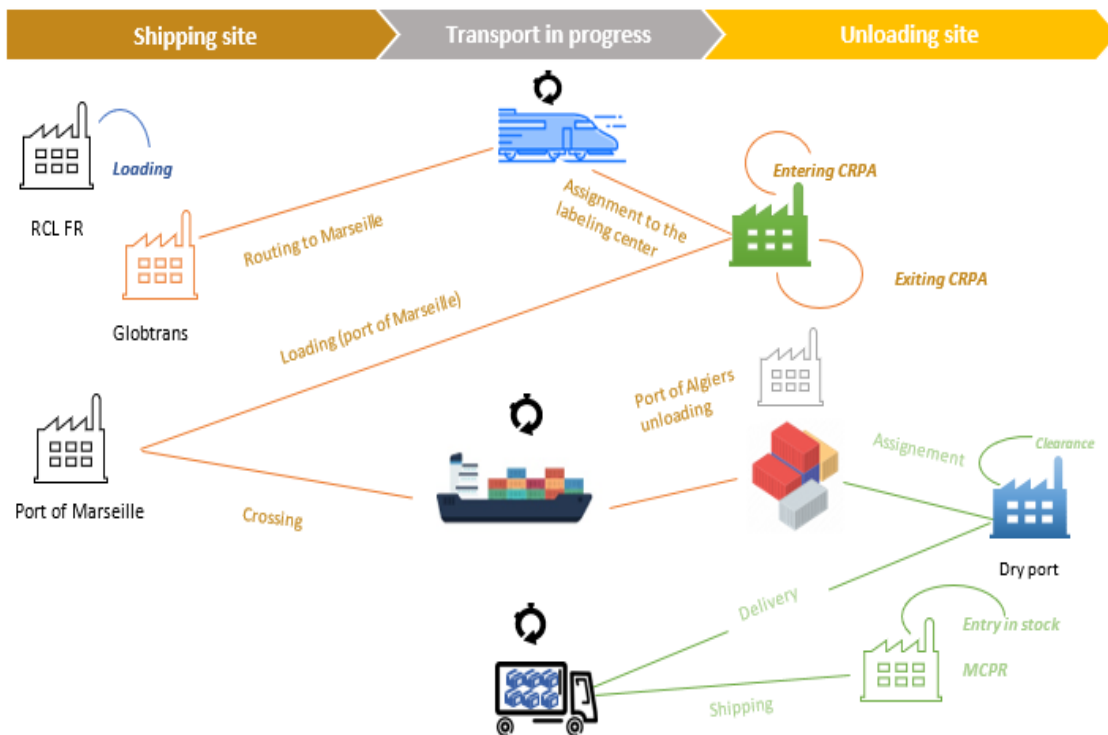 Shipping site
Transport in progress
Unloading site
Loading
RCL FR
Globtrans
Routing to Marseille
Assignment to the
labeling center
Entering CRPA
Exiting CRPA
Loading (port of Marseille)
Port of Marseille
Crossing
Port of Algiers
unloading
Assignement
Clearance
Dry port
Delivery
Shipping
Entry in stock
MCPR